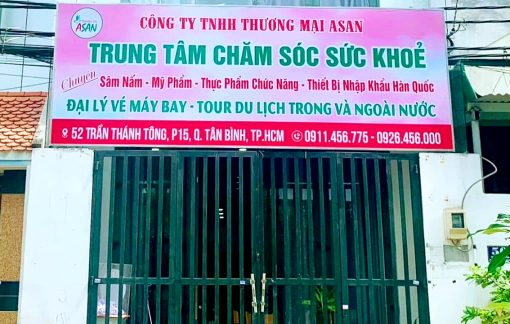 ASAN
CÔNG TY TNHH THƯƠNG MẠI ASAN
TRUNG TÂM CHĂM SÓC SỨC KHOẺ
Chuyên: Sâm Nấm - Mỹ Phẩm - Thực Phẩm Chức Năng - Thiết Bị Nhập Khẩu Hàn Quốc
ĐẠI LÝ VÉ MÁY BAY - TOUR DU LỊCH TRONG VÀ NGOÀI NƯỚC
52 TRẦN THÁNH TÔNG, P15, Q. TÂN BÌNH, TP.HCM 0911.456.775 - 0926.456.000